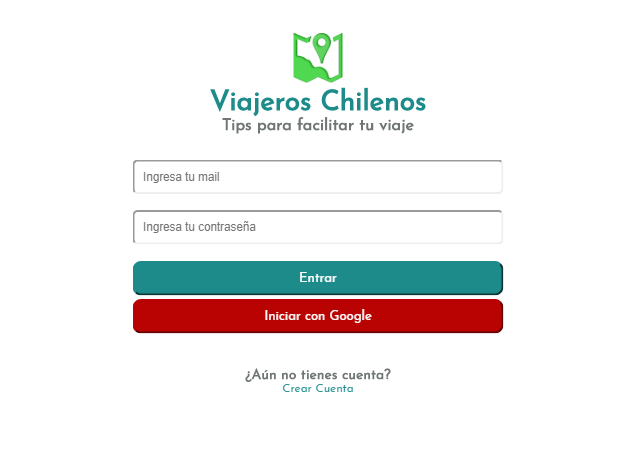 Viajeros Chilenos
Tips para facilitar tu viaje
Ingresa tu mail
Ingresa tu contraseña
Entrar
Iniciar con Google
¿Aún no tienes cuenta?
Crear Cuenta